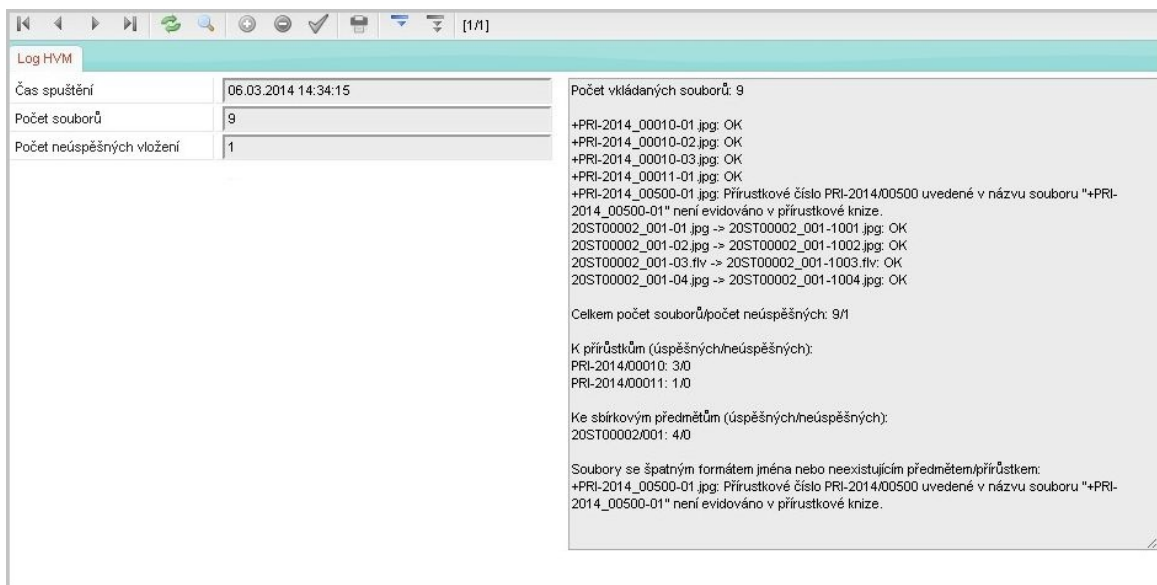 [1/1]
Log HVM
Čas spuštění
06.03.2014 14:34:15
Počet souborů
9
Počet neúspěšných vložení
1
Počet vkládaných souborů: 9
+PRI-2014_00010-01.jpg: OK
+PRI-2014_00010-02.jpg: OK
+PRI-2014_00010-03.jpg: OK
+PRI-2014_00011-01.jpg: OK
+PRI-2014_00500-01.jpg: Přírustkové číslo PRI-2014/00500 uvedené v názvu souboru "+PRI-
2014_00500-01" není evidováno v přírustkové knize.
20ST00002_001-01.jpg -> 20ST00002_001-1001.jpg: OK
20ST00002_001-02.jpg -> 20ST00002_001-1002.jpg: OK
20ST00002_001-03.flv -> 20ST00002_001-1003.flv: OK
20ST00002_001-04.jpg -> 20ST00002_001-1004.jpg: OK
Celkem počet souborů/počet neúspěšných: 9/1
K přírůstkům (úspěšných/neúspěšných):
PRI-2014/00010: 3/0
PRI-2014/00011: 1/0
Ke sbírkovým předmětům (úspěšných/neúspěšných):
20ST00002/001: 4/0
Soubory se špatným formátem jména nebo neexistujícím předmětem/přírůstkem:
+PRI-2014_00500-01.jpg: Přírustkové číslo PRI-2014/00500 uvedené v názvu souboru "+PRI-
2014_00500-01" není evidováno v přírustkové knize.